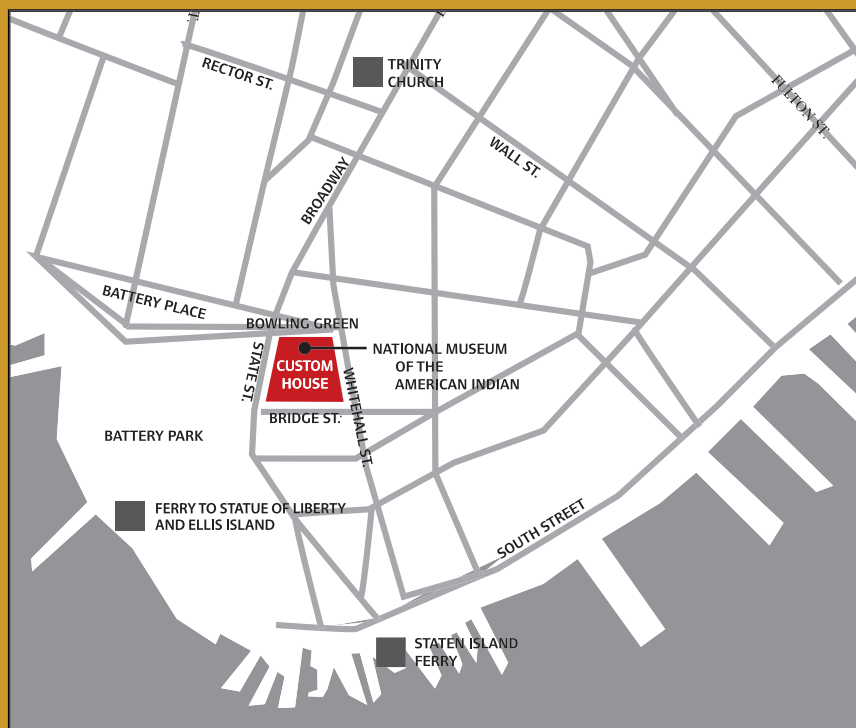 TRINITY
CHURCH
RECTOR ST.
FULTON ST.
WALL ST.
BROADWAY
BATTERY PLACE
BOWLING GREEN
STATE ST.
CUSTOM
HOUSE
NATIONAL MUSEUM
OF THE
AMERICAN INDIAN
WHITEHALL ST.
BRIDGE ST.
BATTERY PARK
FERRY TO STATUE OF LIBERTY
AND ELLIS ISLAND
SOUTH STREET
STATEN ISLAND
FERRY